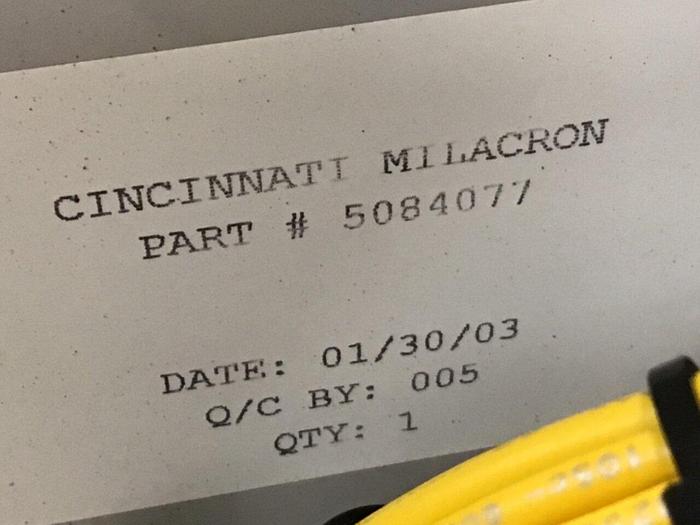 CINCINNATI MILACRON
PART # 5084077
DATE: 01/30/03
Q/C BY: 005
QTY: 1